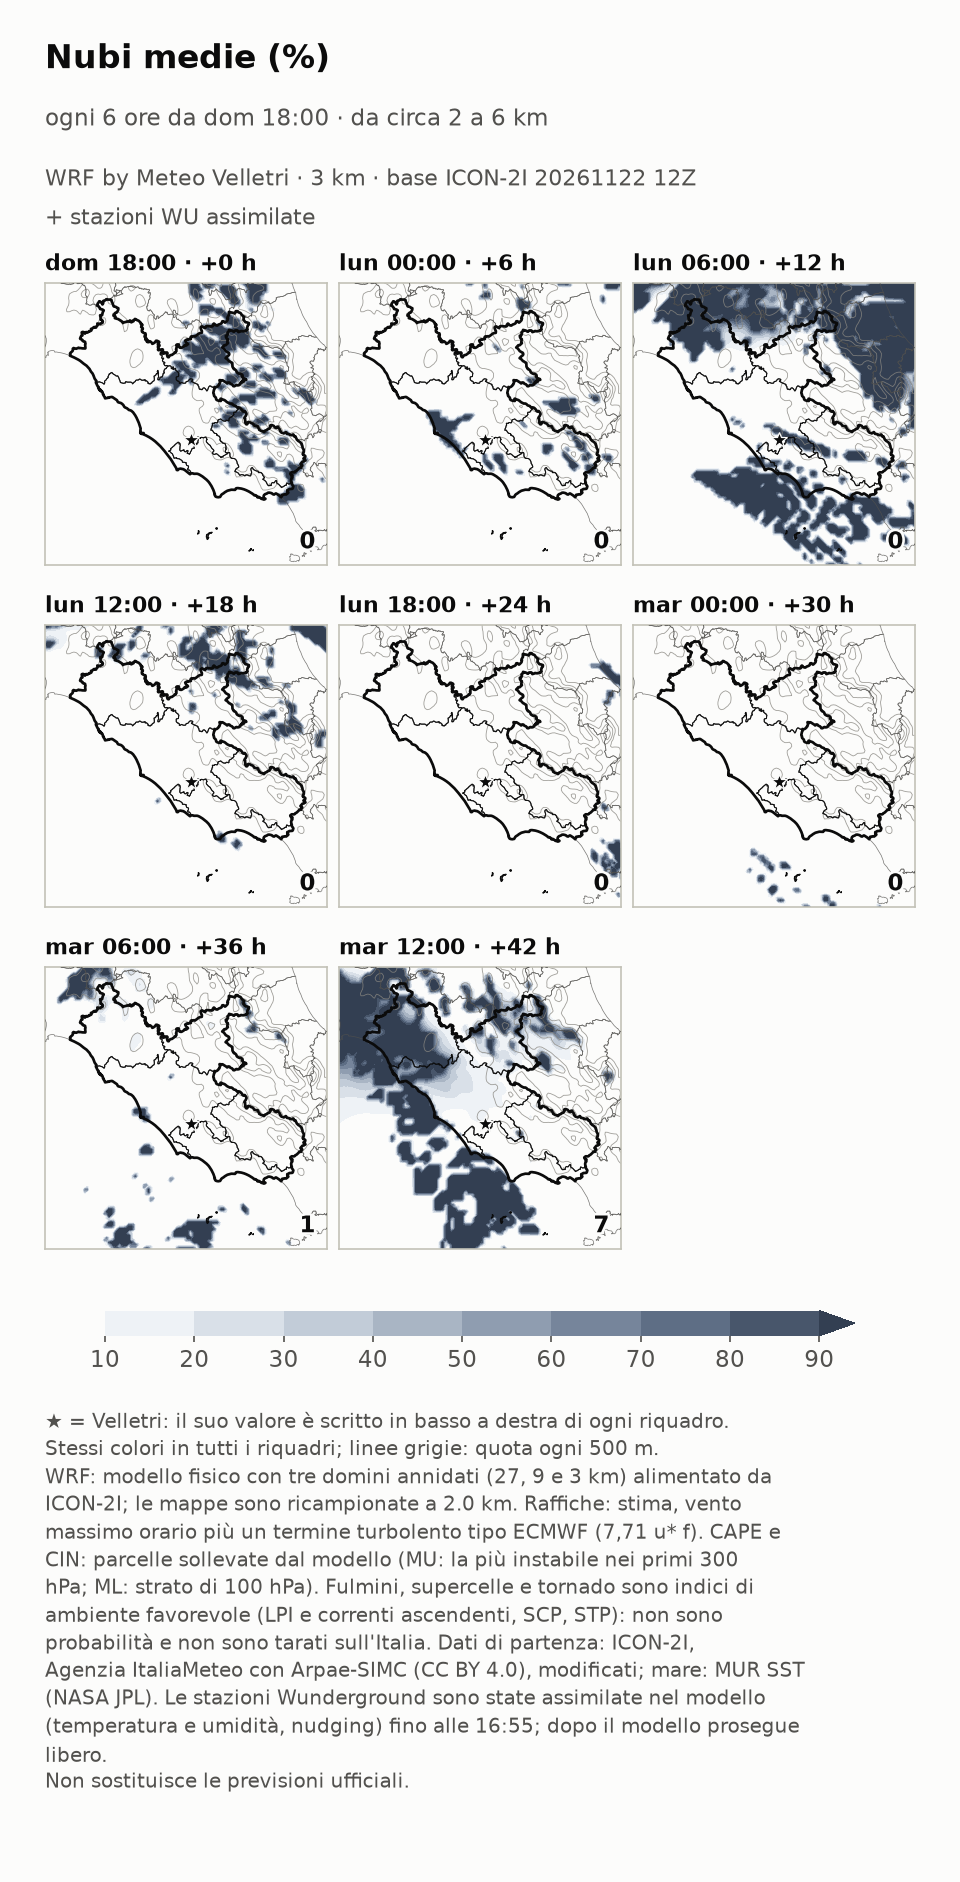 Nubi medie (%)
ogni 6 ore da dom 18:00 · da circa 2 a 6 km
WRF by Meteo Velletri · 3 km · base ICON-2I 20261122 12Z
+ stazioni WU assimilate
dom 18:00 · +0 h
lun 00:00 · +6 h
lun 06:00 · +12 h
0
0
0
lun 12:00 · +18 h
lun 18:00 · +24 h
mar 00:00 · +30 h
0
0
0
mar 06:00 · +36 h
mar 12:00 · +42 h
1
7
10 20 30 40 50 60 70 80 90
★ = Velletri: il suo valore è scritto in basso a destra di ogni riquadro.
Stessi colori in tutti i riquadri; linee grigie: quota ogni 500 m.
WRF: modello fisico con tre domini annidati (27, 9 e 3 km) alimentato da
ICON-2I; le mappe sono ricampionate a 2.0 km. Raffiche: stima, vento
massimo orario più un termine turbolento tipo ECMWF (7,71 u* f). CAPE e
CIN: parcelle sollevate dal modello (MU: la più instabile nei primi 300
hPa; ML: strato di 100 hPa). Fulmini, supercelle e tornado sono indici di
ambiente favorevole (LPI e correnti ascendenti, SCP, STP): non sono
probabilità e non sono tarati sull'Italia. Dati di partenza: ICON-2I,
Agenzia ItaliaMeteo con Arpae-SIMC (CC BY 4.0), modificati; mare: MUR SST
(NASA JPL). Le stazioni Wunderground sono state assimilate nel modello
(temperatura e umidità, nudging) fino alle 16:55; dopo il modello prosegue
libero.
Non sostituisce le previsioni ufficiali.